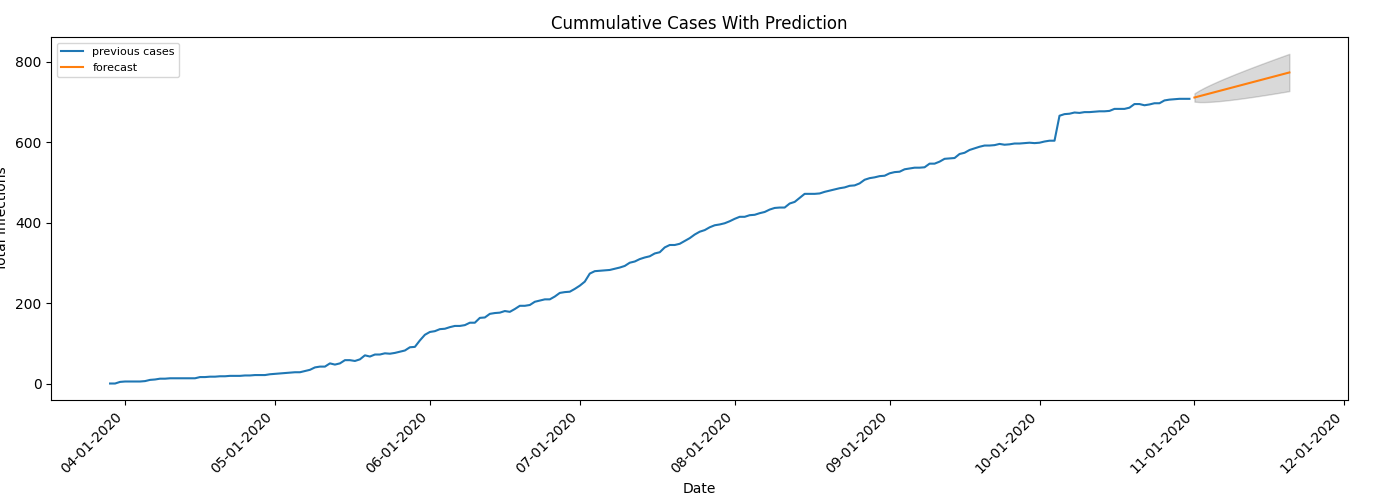 Cummulative Cases With Prediction
previous cases
forecast
800
600
400
200
0
Total Infections
04-01-2020
05-01-2020
06-01-2020
07-01-2020
08-01-2020
09-01-2020
10-01-2020
11-01-2020
12-01-2020
Date